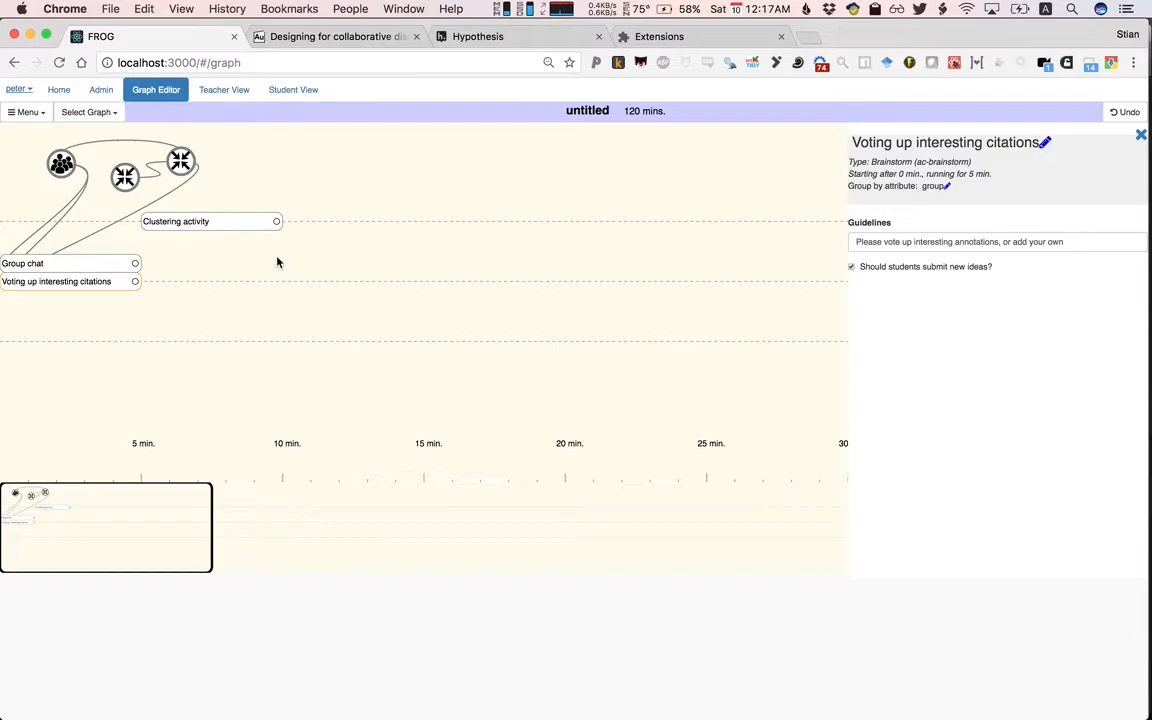 Chrome File Edit View History Bookmarks People Window Help 0.4KB/s 0.6KB/s 75° 58% Sat 10 12:17AM
FROG Designing for collaborative dis Hypothesis Extensions Stian
localhost:3000/#/graph
peter Home Admin Graph Editor Teacher View Student View
Menu Select Graph untitled 120 mins. Undo
Voting up interesting citations
Type: Brainstorm (ac-brainstorm)
Starting after 0 min., running for 5 min.
Group by attribute: group
Guidelines
Please vote up interesting annotations, or add your own
Should students submit new ideas?
Clustering activity
Group chat
Voting up interesting citations
5 min. 10 min. 15 min. 20 min. 25 min. 30